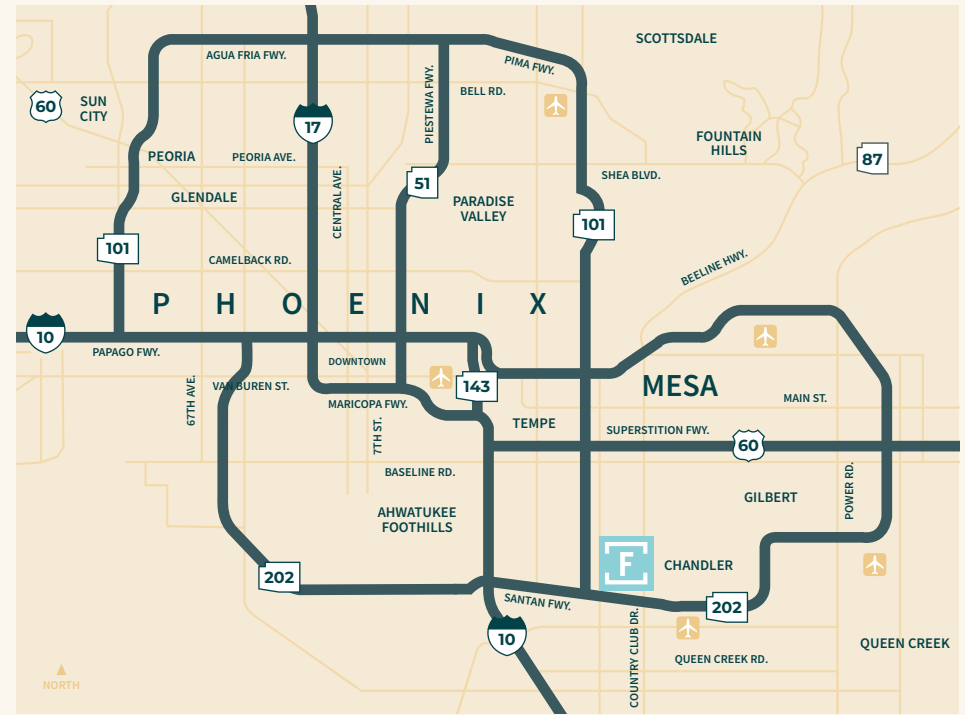 SCOTTSDALE
AGUA FRIA FWY.
PIMA FWY.
PIESTEWA FWY.
BELL RD.
60
SUN
CITY
17
FOUNTAIN
HILLS
87
PEORIA
PEORIA AVE.
SHEA BLVD.
51
GLENDALE
CENTRAL AVE.
PARADISE
VALLEY
101
101
CAMELBACK RD.
BEELINE HWY.
PHOENIX
10
PAPAGO FWY.
DOWNTOWN
VAN BUREN ST.
143
MESA
67TH AVE.
MARICOPA FWY.
MAIN ST.
7TH ST.
TEMPE
SUPERSTITION FWY.
60
BASELINE RD.
POWER RD.
GILBERT
AHWATUKEE
FOOTHILLS
F
CHANDLER
202
SANTAN FWY.
202
10
COUNTRY CLUB DR.
QUEEN CREEK
QUEEN CREEK RD.
NORTH